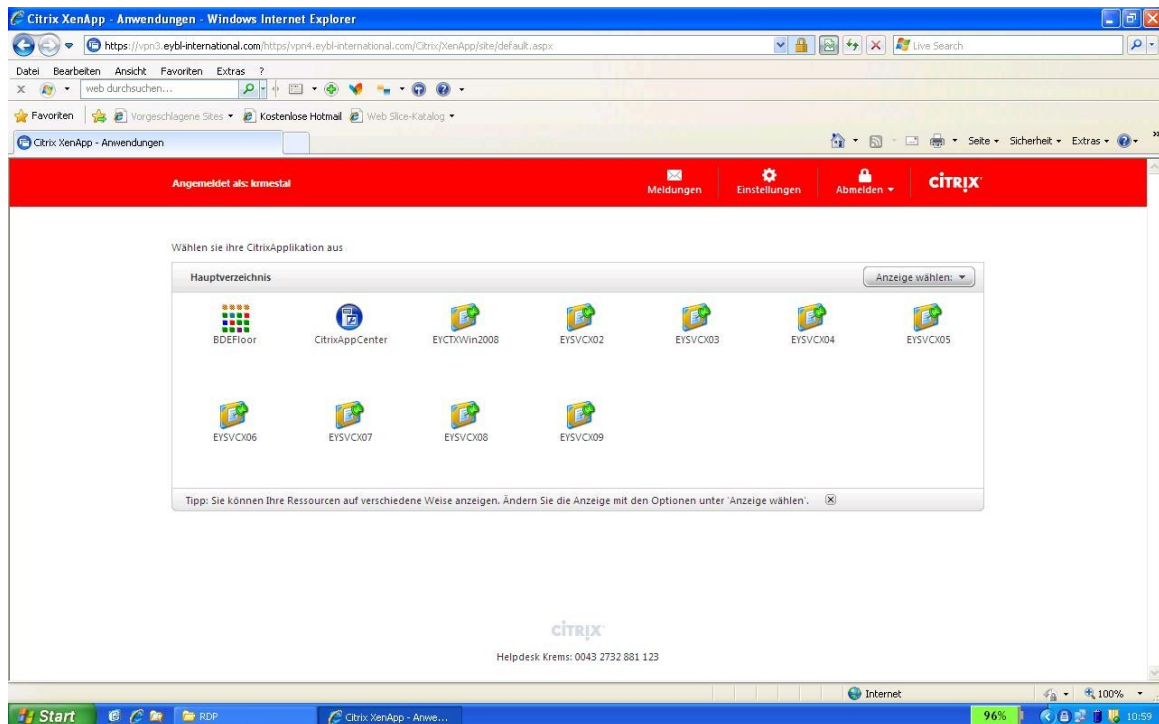 Citrix XenApp - Anwendungen - Windows Internet Explorer
https://vpn3.eybl-international.com/https/vpn4.eybl-international.com/Citrix/XenApp/site/default.aspx
Live Search
Datei Bearbeiten Ansicht Favoriten Extras ?
x web durchsuchen...
Favoriten Vorgeschlagene Sites Kostenlose Hotmail Web Slice-Katalog
Citrix XenApp - Anwendungen
Seite Sicherheit Extras »
Angemeldet als: krmestal
Meldungen Einstellungen Abmelden CITRIX
Wählen sie ihre CitrixApplikation aus
Hauptverzeichnis Anzeige wählen:
BDEFloor CitrixAppCenter EYCTXWin2008 EYSVCX02 EYSVCX03 EYSVCX04 EYSVCX05
EYSVCX06 EYSVCX07 EYSVCX08 EYSVCX09
Tipp: Sie können Ihre Ressourcen auf verschiedene Weise anzeigen. Ändern Sie die Anzeige mit den Optionen unter 'Anzeige wählen'.
CITRIX
Helpdesk Krems: 0043 2732 881 123
Internet 100%
Start RDP Citrix XenApp - Anwe... 96% 10:59